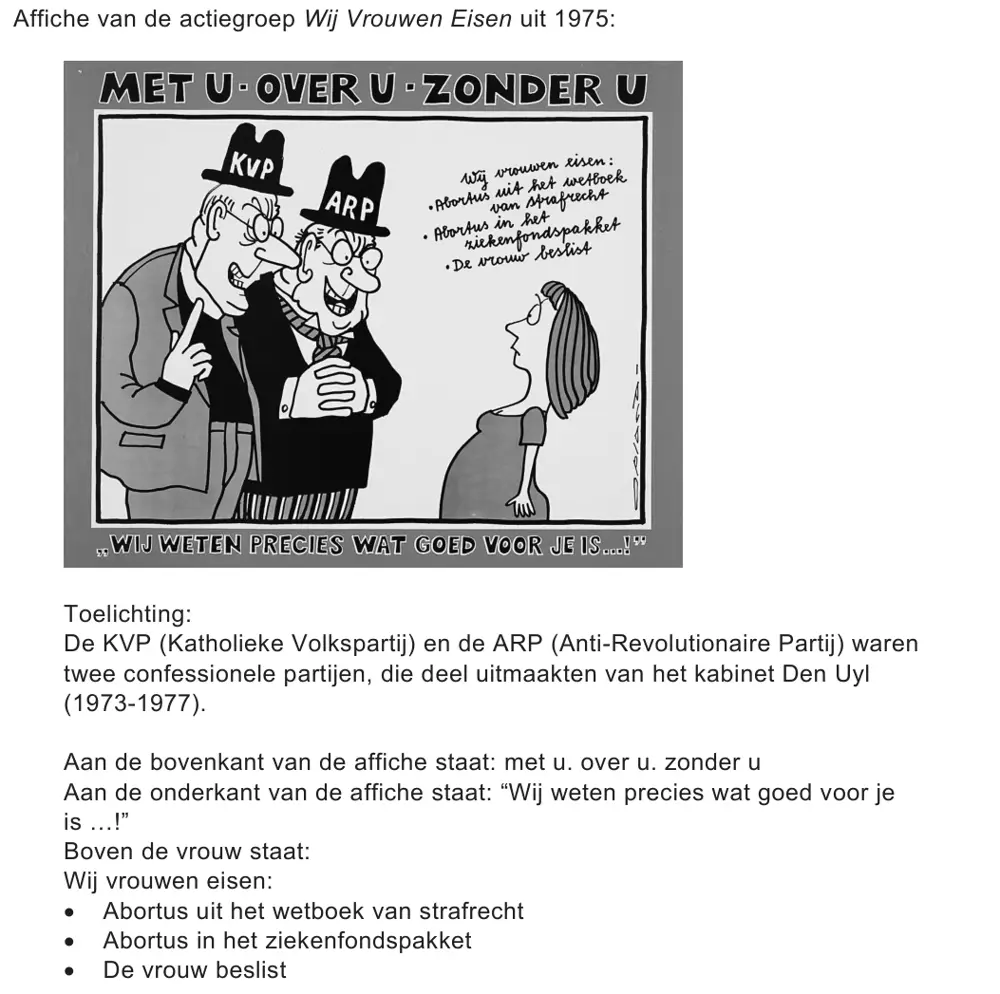 Affiche van de actiegroep Wij Vrouwen Eisen uit 1975:
MET U · OVER U · ZONDER U
KVP
ARP
Wij vrouwen eisen:
• Abortus uit het wetboek
van strafrecht
• Abortus in het
ziekenfondspakket
• De vrouw beslist
„WIJ WETEN PRECIES WAT GOED VOOR JE IS...!”
Toelichting:
De KVP (Katholieke Volkspartij) en de ARP (Anti-Revolutionaire Partij) waren
twee confessionele partijen, die deel uitmaakten van het kabinet Den Uyl
(1973-1977).
Aan de bovenkant van de affiche staat: met u. over u. zonder u
Aan de onderkant van de affiche staat: “Wij weten precies wat goed voor je
is …!”
Boven de vrouw staat:
Wij vrouwen eisen:
• Abortus uit het wetboek van strafrecht
• Abortus in het ziekenfondspakket
• De vrouw beslist